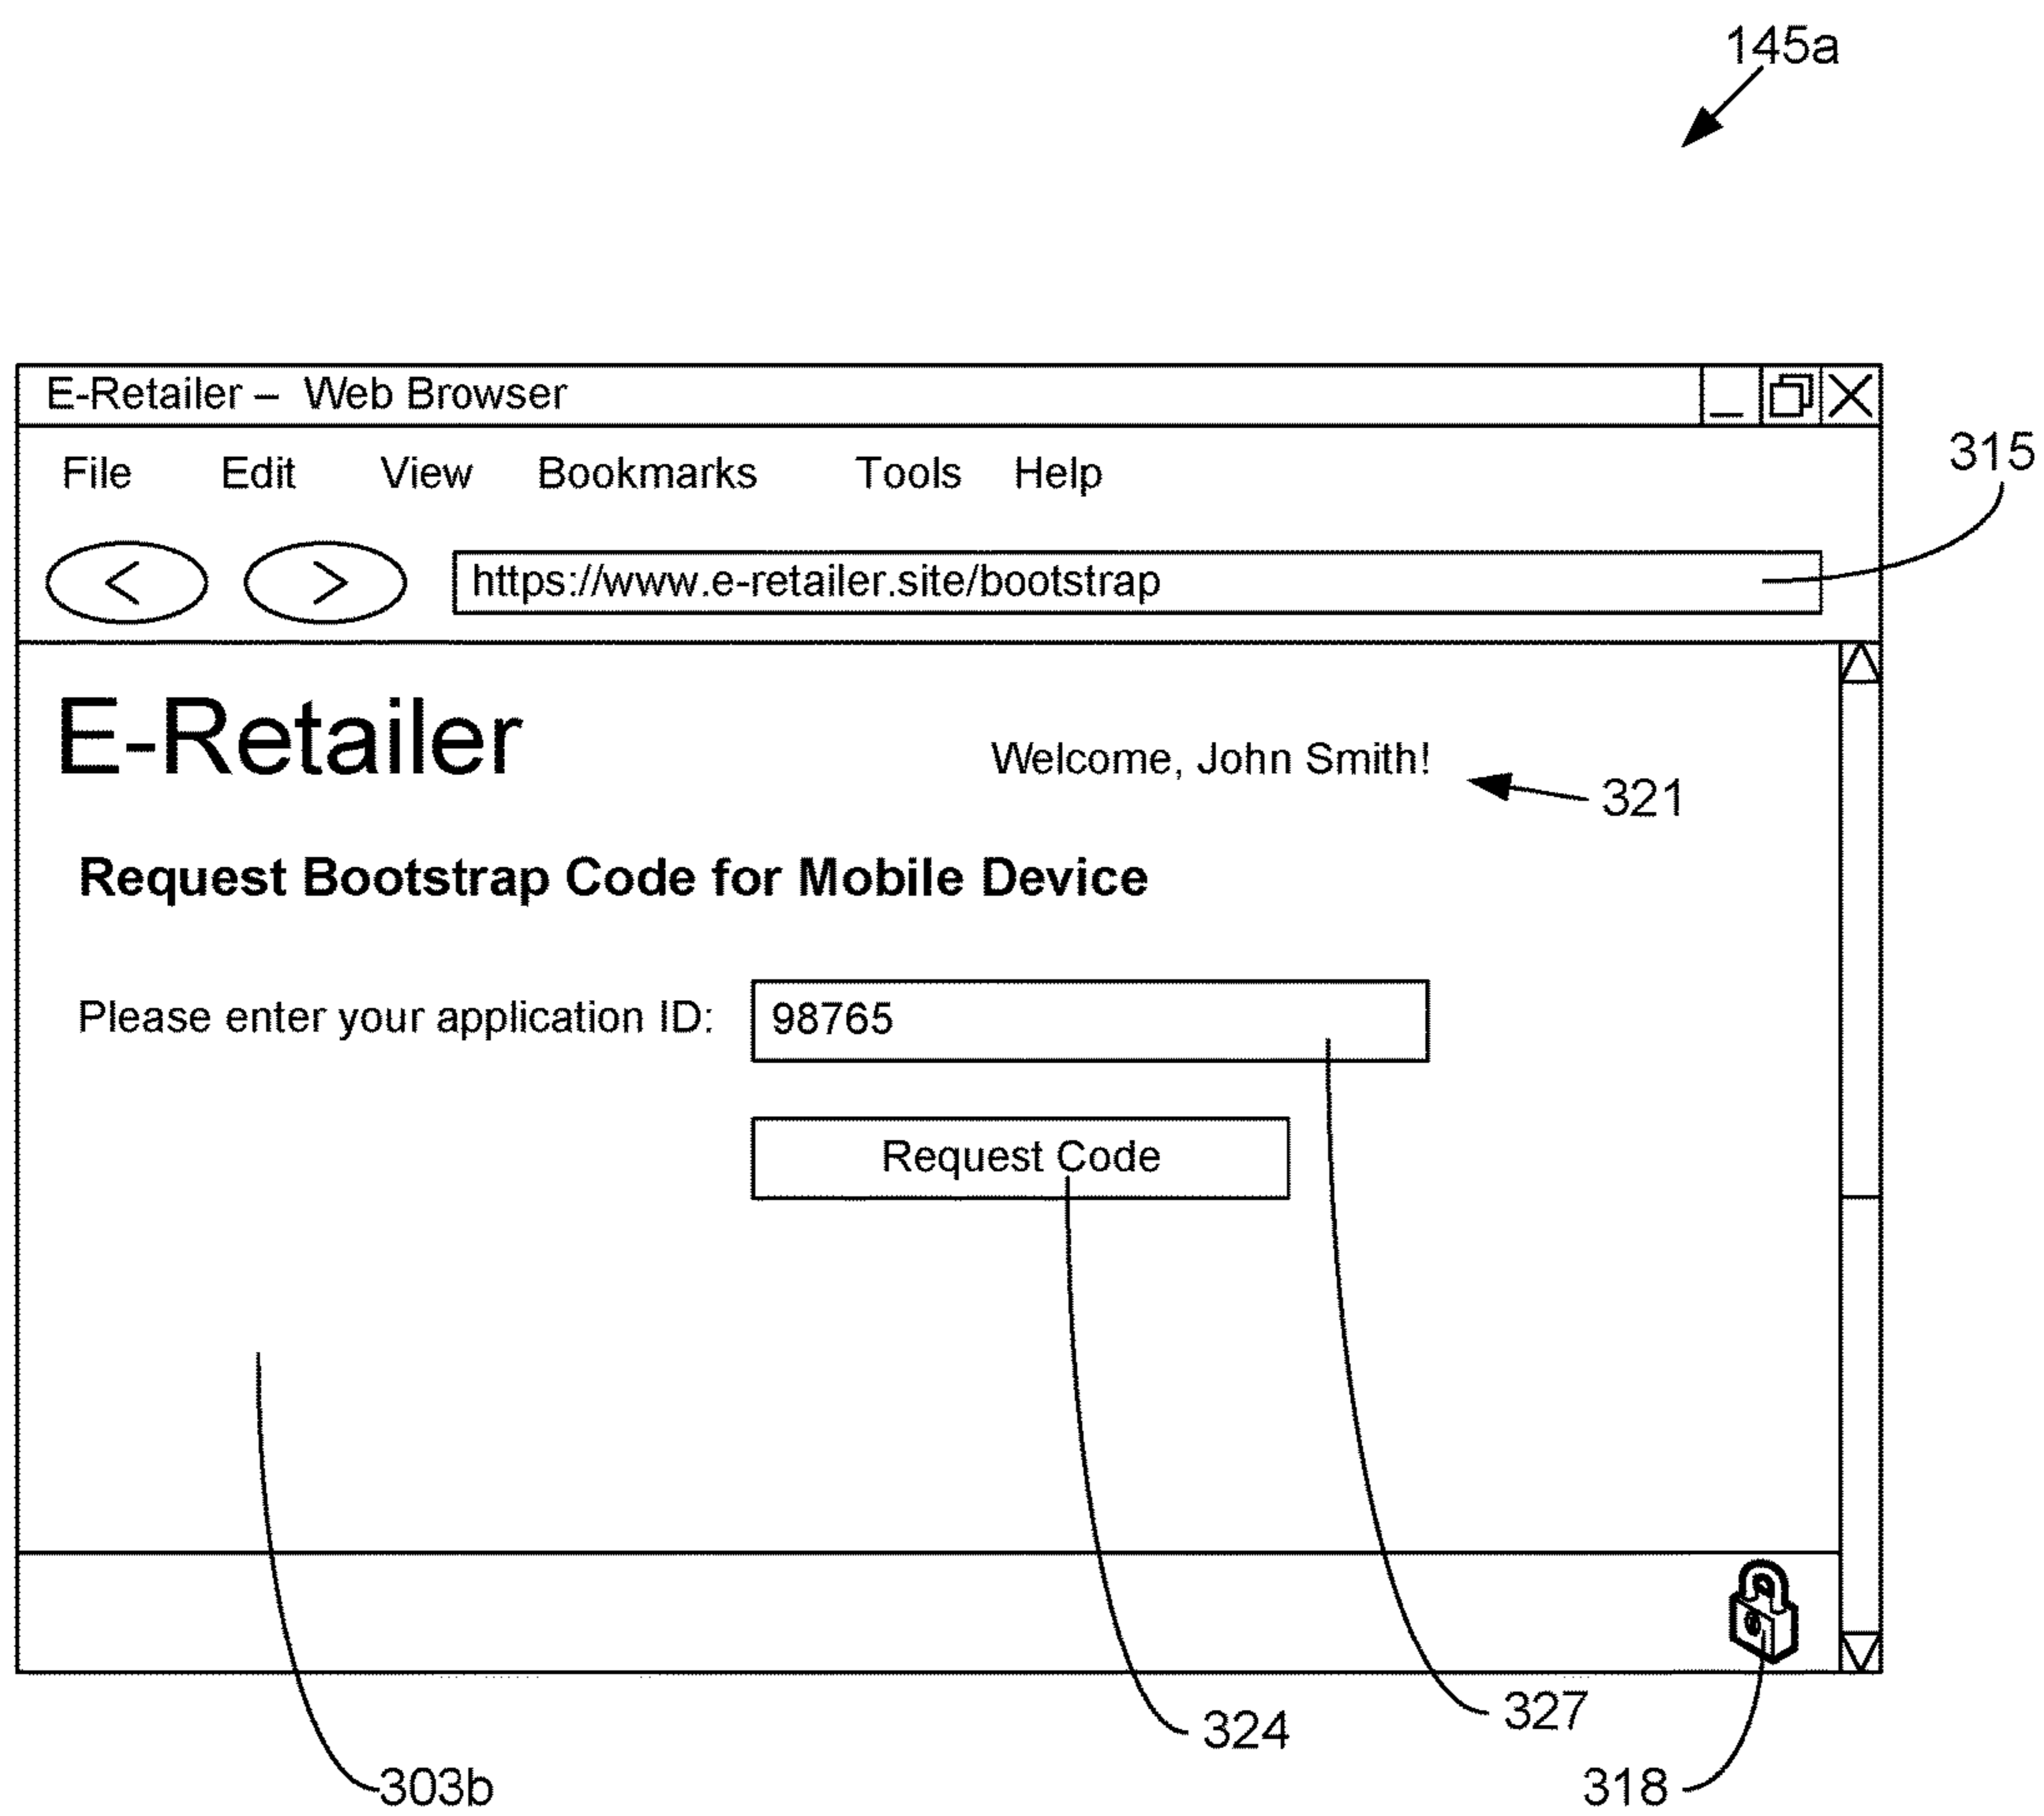 145a
E-Retailer – Web Browser
File Edit View Bookmarks Tools Help
315
https://www.e-retailer.site/bootstrap
E-Retailer
Welcome, John Smith!
321
Request Bootstrap Code for Mobile Device
Please enter your application ID: 98765
Request Code
327
324
303b
318